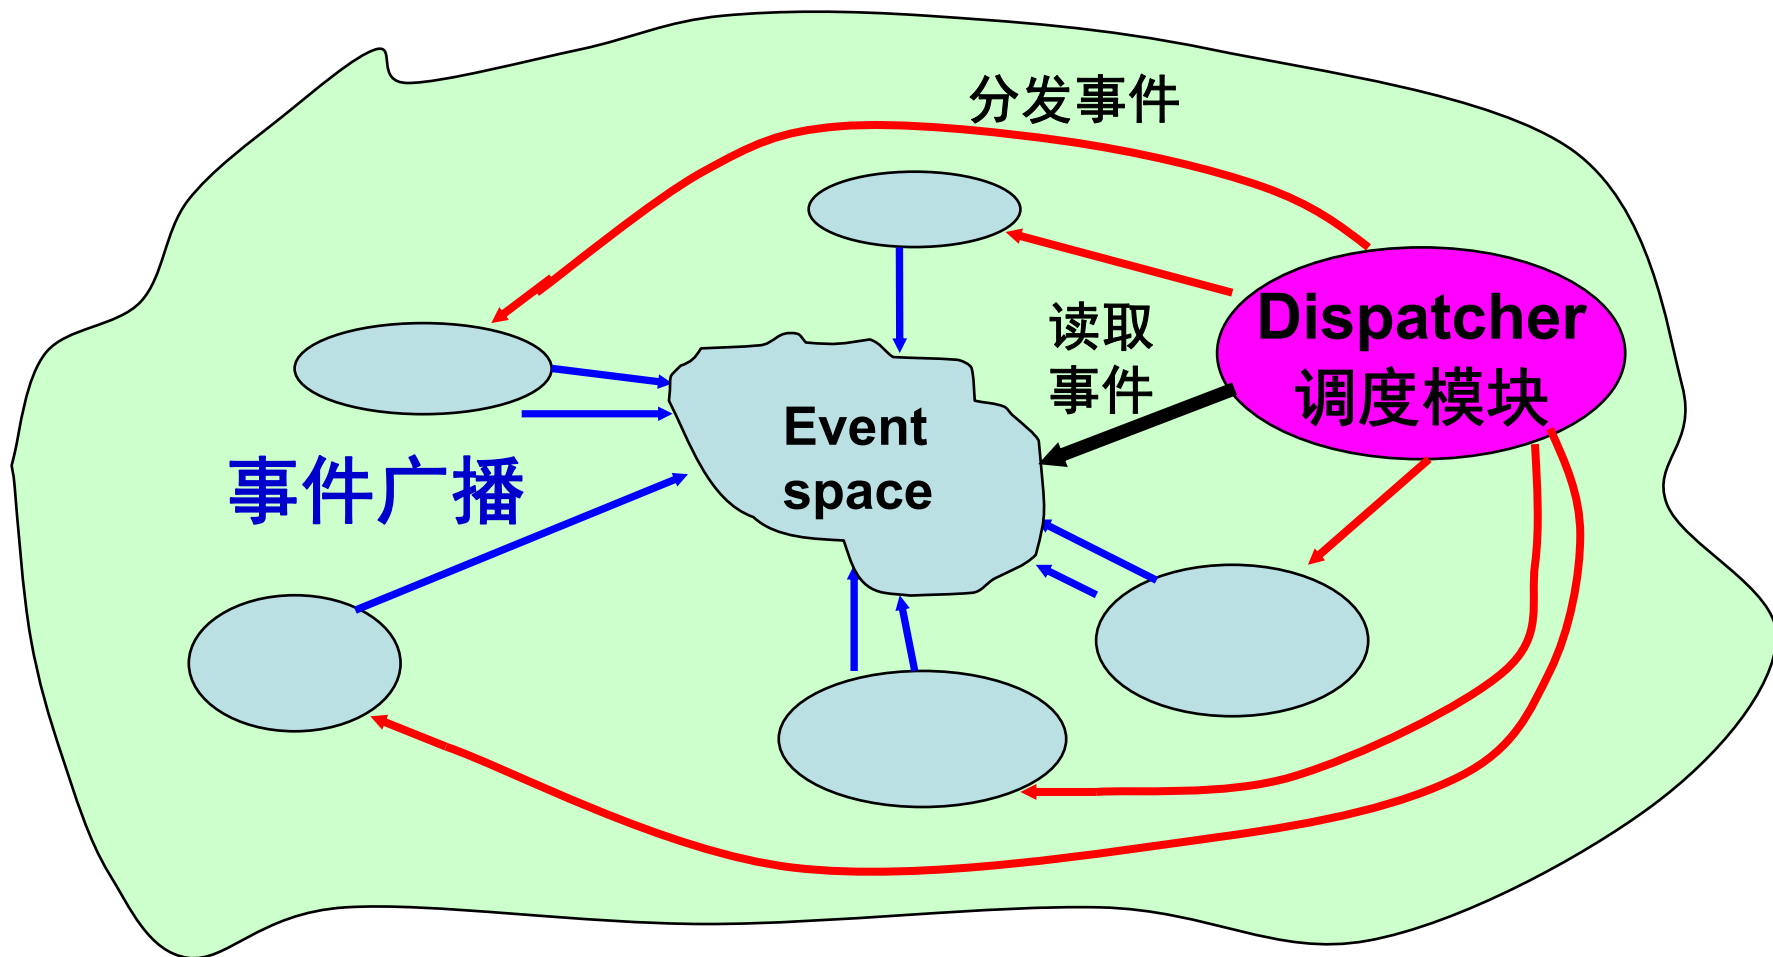 分发事件
读取
事件
Dispatcher
调度模块
Event
space
事件广播